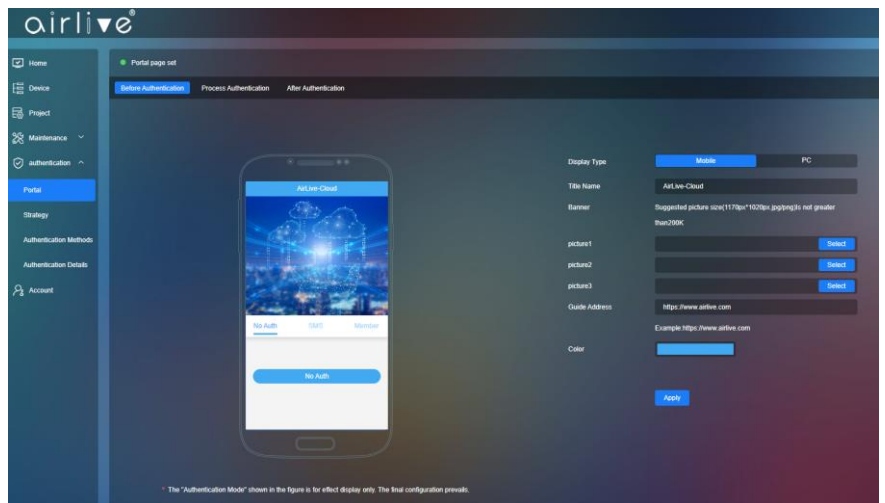 airlive
Home
Device
Project
Maintenance
authentication
Portal
Strategy
Authentication Methods
Authentication Details
Account
Portal page set
Before Authentication Process Authentication After Authentication
AirLive-Cloud
No Auth SMS Member
No Auth
Display Type Mobile PC
Title Name AirLive-Cloud
Banner Suggested picture size(1170px*1020px.jpg/png)is not greater
than200K
picture1 Select
picture2 Select
picture3 Select
Guide Address https://www.airlive.com
Example:https://www.airlive.com
Color
Apply
* The "Authentication Mode" shown in the figure is for effect display only. The final configuration prevails.